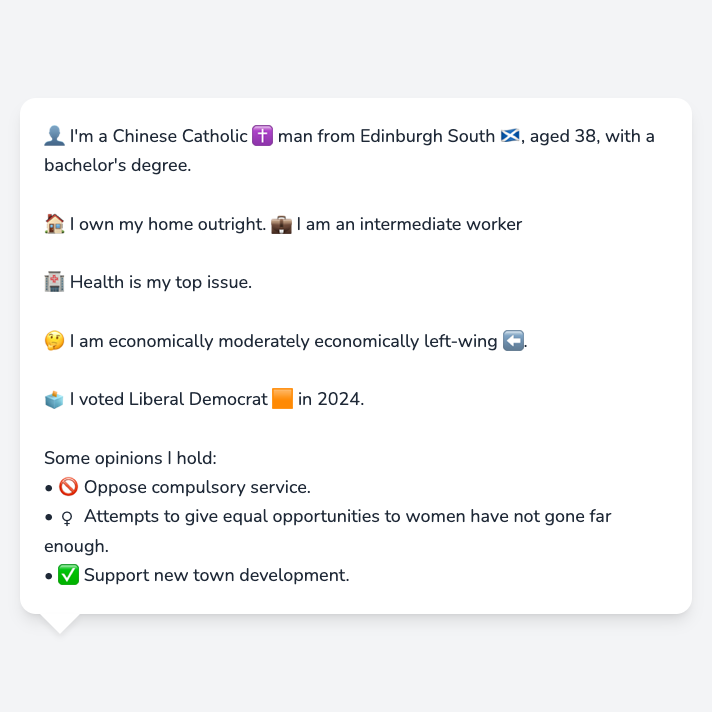 👤 I'm a Chinese Catholic ✝️ man from Edinburgh South 🏴󠁧󠁢󠁳󠁣󠁴󠁿, aged 38, with a
bachelor's degree.
🏠 I own my home outright. 💼 I am an intermediate worker
🏥 Health is my top issue.
🤔 I am economically moderately economically left-wing ⬅️.
🗳️ I voted Liberal Democrat 🟧 in 2024.
Some opinions I hold:
• 🚫 Oppose compulsory service.
• ♀ Attempts to give equal opportunities to women have not gone far
enough.
• ✅ Support new town development.